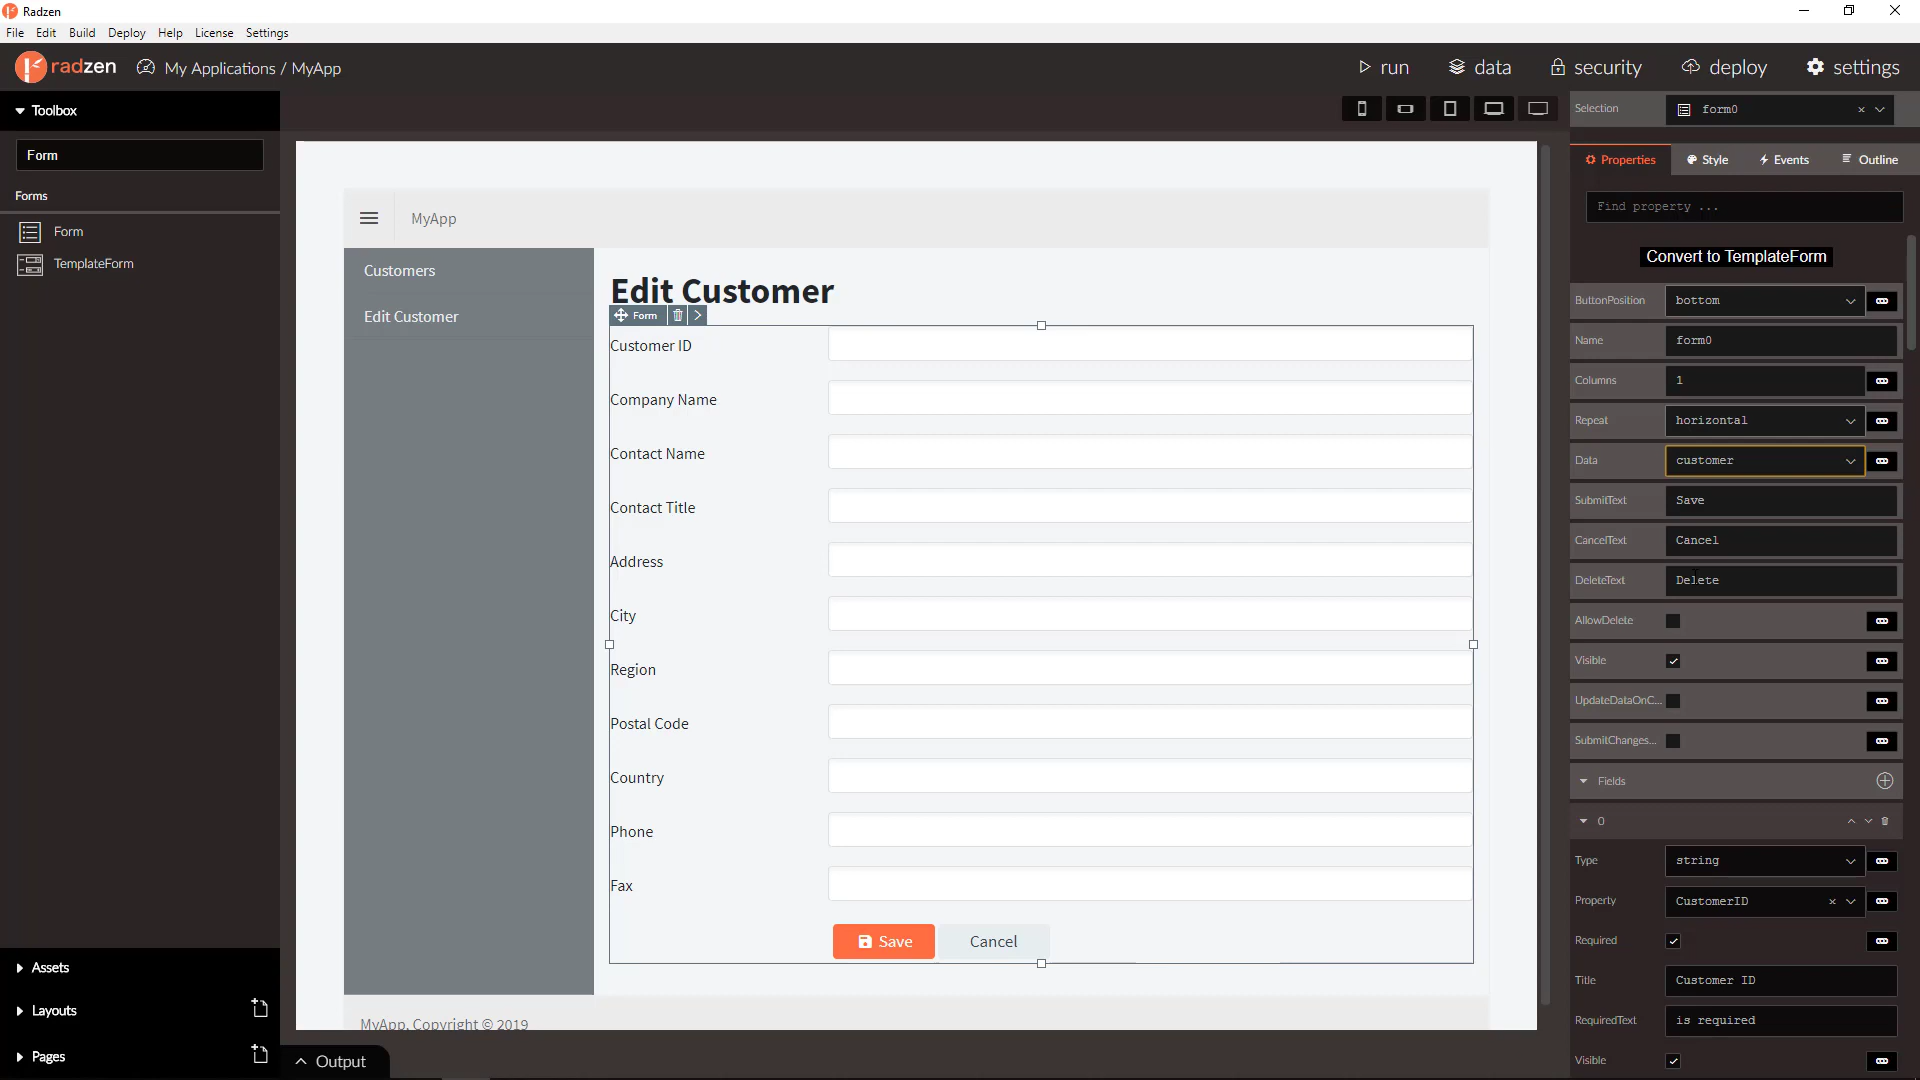 Radzen
File Edit Build Deploy Help License Settings
radzen My Applications / MyApp run data security deploy settings
Toolbox
Form
Forms
Form
TemplateForm
Assets
Layouts
Pages
MyApp
Customers
Edit Customer
Edit Customer
Form
Customer ID
Company Name
Contact Name
Contact Title
Address
City
Region
Postal Code
Country
Phone
Fax
Save Cancel
MyApp, Copyright © 2019
Output
Selection form0
Properties Style Events Outline
Find property ...
Convert to TemplateForm
ButtonPosition bottom
Name form0
Columns 1
Repeat horizontal
Data customer
SubmitText Save
CancelText Cancel
DeleteText Delete
AllowDelete
Visible
UpdateDataOnC...
SubmitChanges...
Fields
0
Type string
Property CustomerID
Required
Title Customer ID
RequiredText is required
Visible